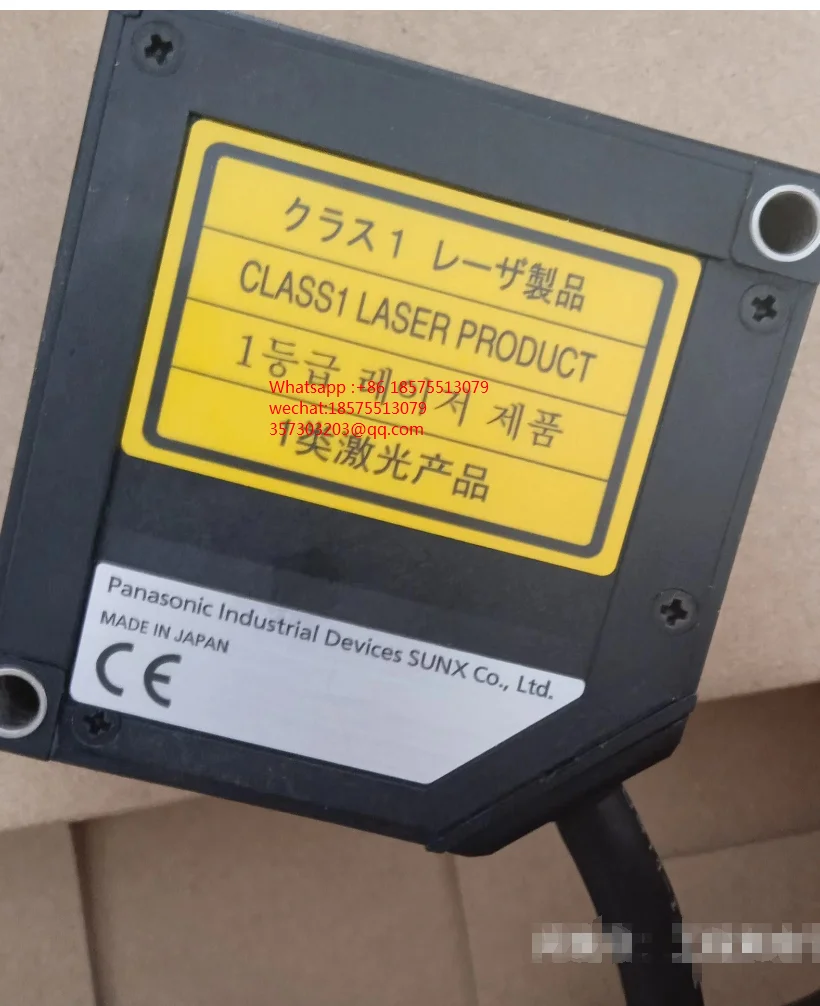 クラス1 レーザ製品
CLASS1 LASER PRODUCT
1등급 레이저 제품
Whatsapp :+86 18575513079
wechat:18575513079
357303203@qq.com
1类激光产品
Panasonic Industrial Devices SUNX Co., Ltd.
MADE IN JAPAN
CE